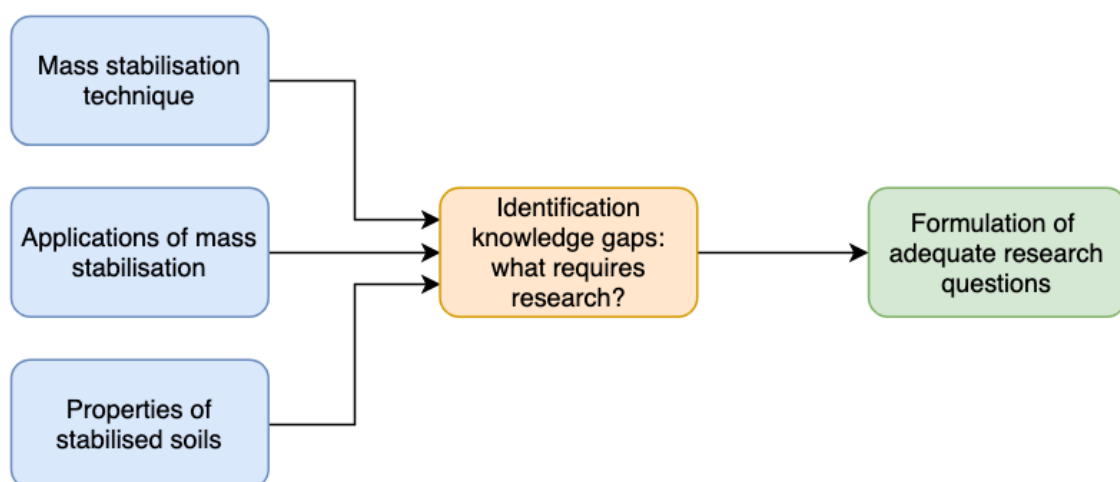 Mass stabilisation
technique
Applications of mass
stabilisation
Properties of
stabilised soils
Identification
knowledge gaps:
what requires
research?
Formulation of
adequate research
questions